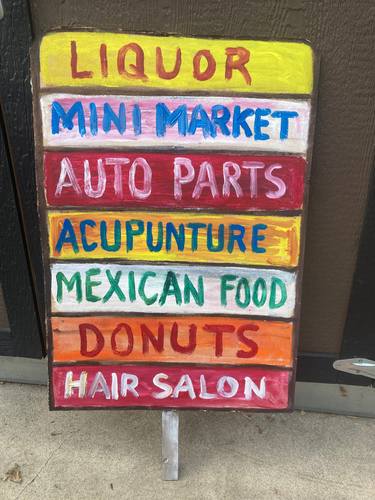 LIQUOR
MINI MARKET
AUTO PARTS
ACUPUNTURE
MEXICAN FOOD
DONUTS
HAIR SALON